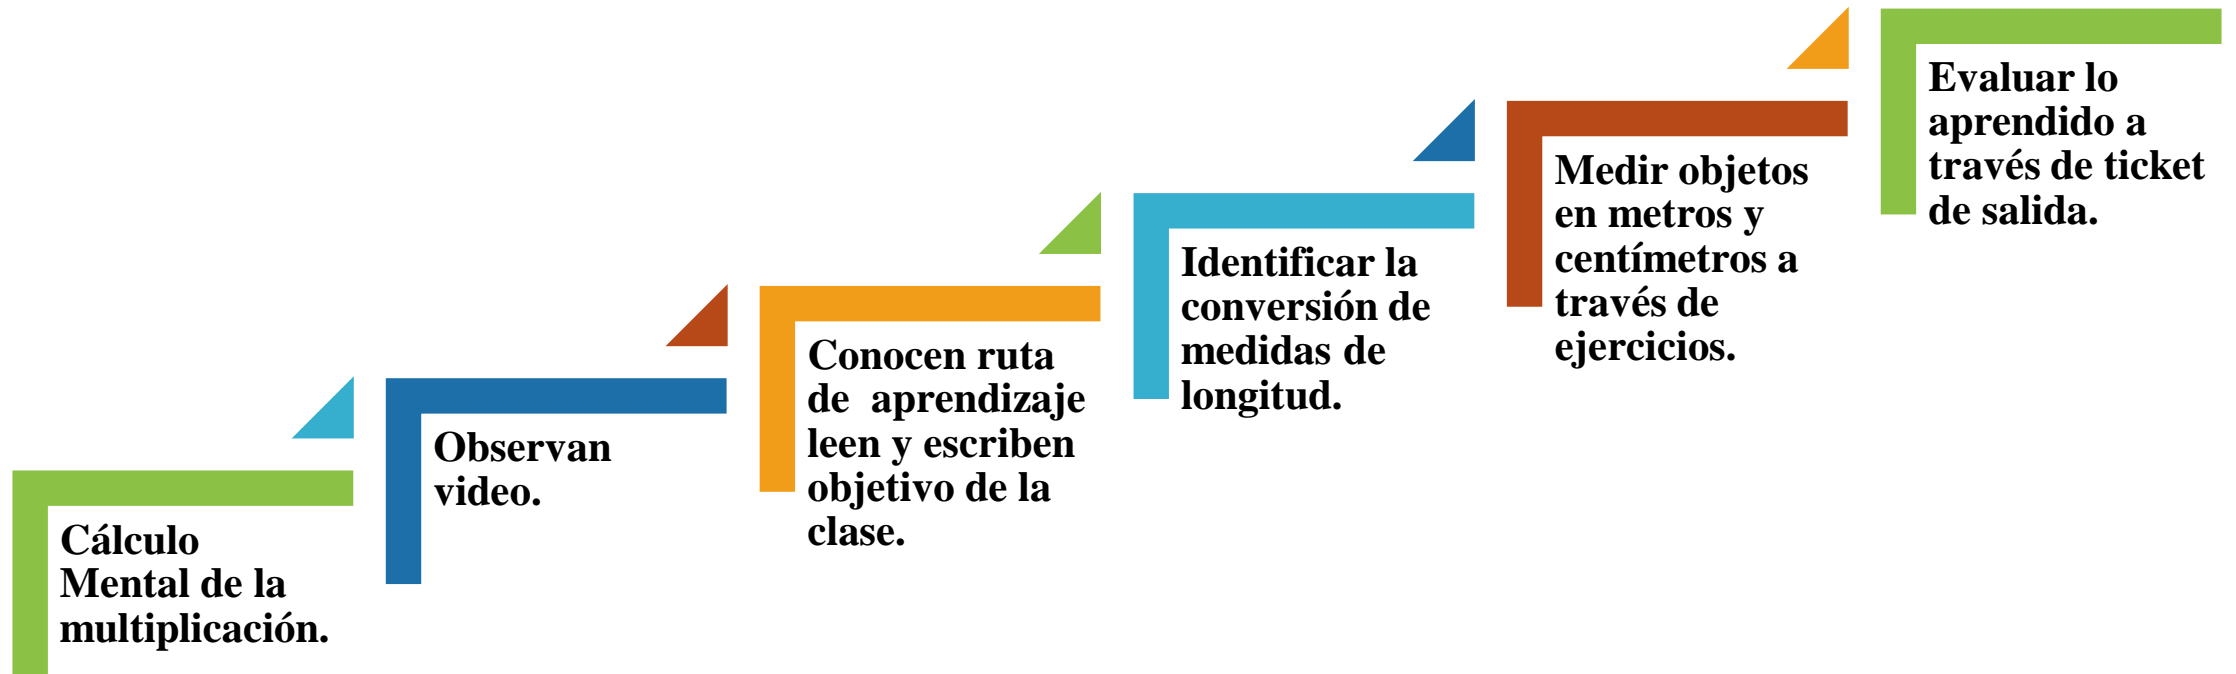 Cálculo
Mental de la
multiplicación.
Observan
video.
Conocen ruta
de  aprendizaje
leen y escriben
objetivo de la
clase.
Identificar la
conversión de
medidas de
longitud.
Medir objetos
en metros y
centímetros a
través de
ejercicios.
Evaluar lo
aprendido a
través de ticket
de salida.